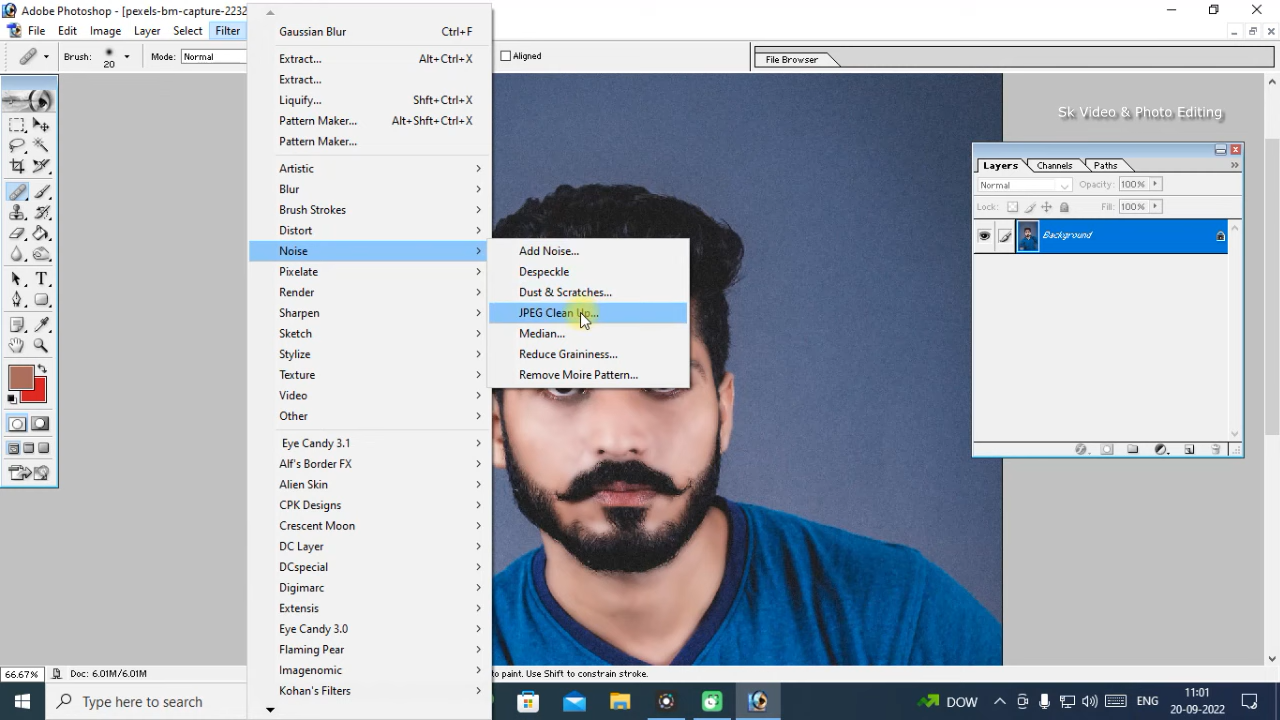 Adobe Photoshop - [pexels-bm-capture-2232
File Edit Image Layer Select Filter
Brush: 20 Mode: Normal Aligned File Browser
Gaussian Blur Ctrl+F
Extract... Alt+Ctrl+X
Extract...
Liquify... Shft+Ctrl+X
Pattern Maker... Alt+Shft+Ctrl+X
Pattern Maker...
Artistic
Blur
Brush Strokes
Distort
Noise
Pixelate
Render
Sharpen
Sketch
Stylize
Texture
Video
Other
Eye Candy 3.1
Alf's Border FX
Alien Skin
CPK Designs
Crescent Moon
DC Layer
DCspecial
Digimarc
Extensis
Eye Candy 3.0
Flaming Pear
Imagenomic
Kohan's Filters
Add Noise...
Despeckle
Dust & Scratches...
JPEG Clean Up...
Median...
Reduce Graininess...
Remove Moire Pattern...
Sk Video & Photo Editing
Layers Channels Paths
Normal Opacity: 100%
Lock: Fill: 100%
Background
66.67% Doc: 6.01M/6.01M to paint. Use Shift to constrain stroke.
Type here to search
DOW
ENG
11:01
20-09-2022